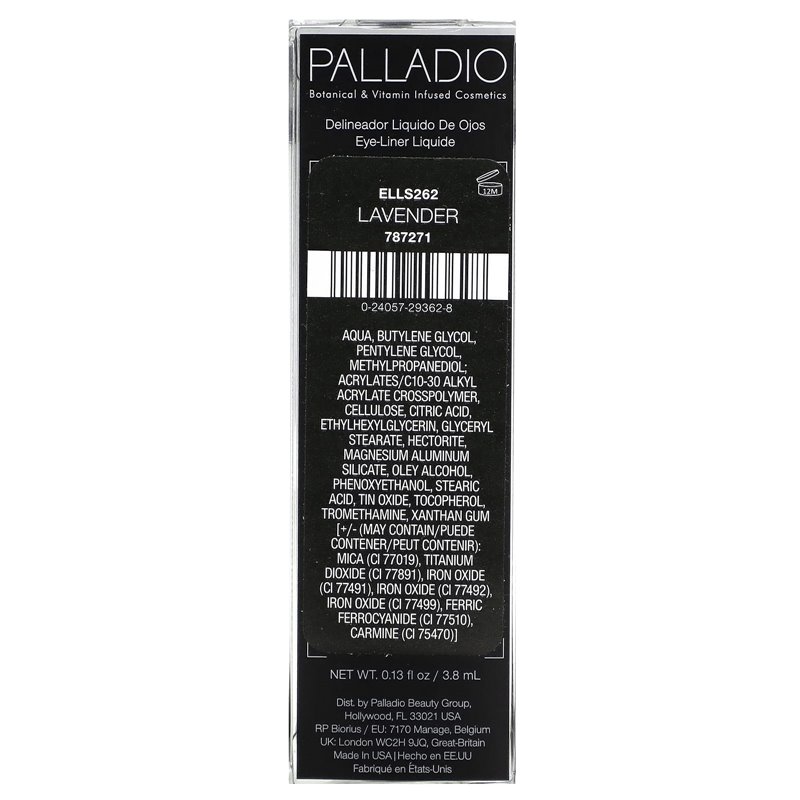 PALLADIO
Botanical & Vitamin Infused Cosmetics
Delineador Liquido De Ojos
Eye-Liner Liquide
12M
ELLS262
LAVENDER
787271
0-24057-29362-8
AQUA, BUTYLENE GLYCOL,
PENTYLENE GLYCOL,
METHYLPROPANEDIOL;
ACRYLATES/C10-30 ALKYL
ACRYLATE CROSSPOLYMER,
CELLULOSE, CITRIC ACID,
ETHYLHEXYLGLYCERIN, GLYCERYL
STEARATE, HECTORITE,
MAGNESIUM ALUMINUM
SILICATE, OLEY ALCOHOL,
PHENOXYETHANOL, STEARIC
ACID, TIN OXIDE, TOCOPHEROL,
TROMETHAMINE, XANTHAN GUM
[+/- (MAY CONTAIN/PUEDE
CONTENER/PEUT CONTENIR):
MICA (CI 77019), TITANIUM
DIOXIDE (CI 77891), IRON OXIDE
(CI 77491), IRON OXIDE (CI 77492),
IRON OXIDE (CI 77499), FERRIC
FERROCYANIDE (CI 77510),
CARMINE (CI 75470)]
NET WT. 0.13 fl oz / 3.8 mL
Dist. by Palladio Beauty Group,
Hollywood, FL 33021 USA
RP Biorius / EU: 7170 Manage, Belgium
UK: London WC2H 9JQ, Great-Britain
Made In USA | Hecho en EE.UU
Fabriqué en États-Unis